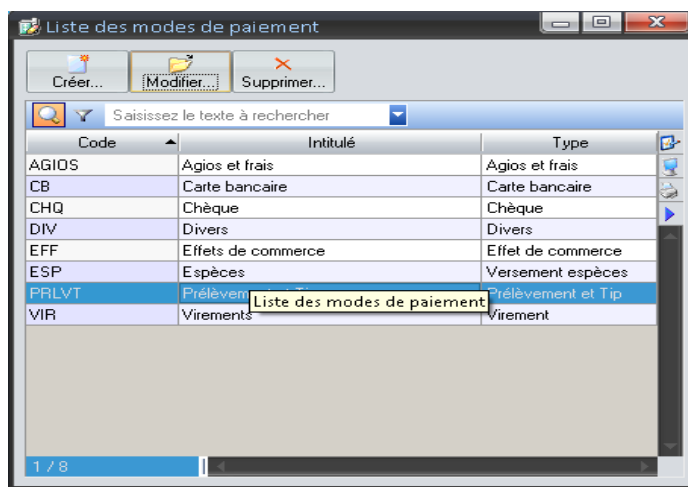 Liste des modes de paiement
Créer... Modifier... Supprimer...
Saisissez le texte à rechercher
Code Intitulé Type
AGIOS Agios et frais Agios et frais
CB Carte bancaire Carte bancaire
CHQ Chèque Chèque
DIV Divers Divers
EFF Effets de commerce Effet de commerce
ESP Espèces Versement espèces
PRLVT Prélèvement et Tip
Liste des modes de paiement
VIR Virements Virement
1 / 8